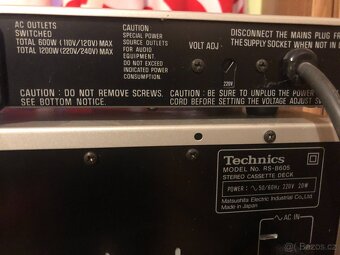 AC OUTLETS
SWITCHED
TOTAL 600W (110V/120V) MAX
TOTAL 1200W (220V/240V) MAX
CAUTION
SPECIAL POWER
SOURCE OUTLETS
FOR AUDIO
EQUIPMENT.
DO NOT EXCEED
INDICATED POWER
CONSUMPTION.
VOLT ADJ
220V
DISCONNECT THE MAINS PLUG FR
THE SUPPLY SOCKET WHEN NOT IN
CAUTION : DO NOT REMOVE SCREWS.
SEE BOTTOM NOTICE.
CAUTION : BE SURE TO UNPLUG THE POWER
CORD BEFORE SETTING THE VOLTAGE ADJUST
Technics
MODEL No. RS-B605
STEREO CASSETTE DECK
POWER : ∿ 50/60Hz 220V 20W
Matsushita Electric Industrial Co., Ltd.
Made in Japan
∿ AC IN